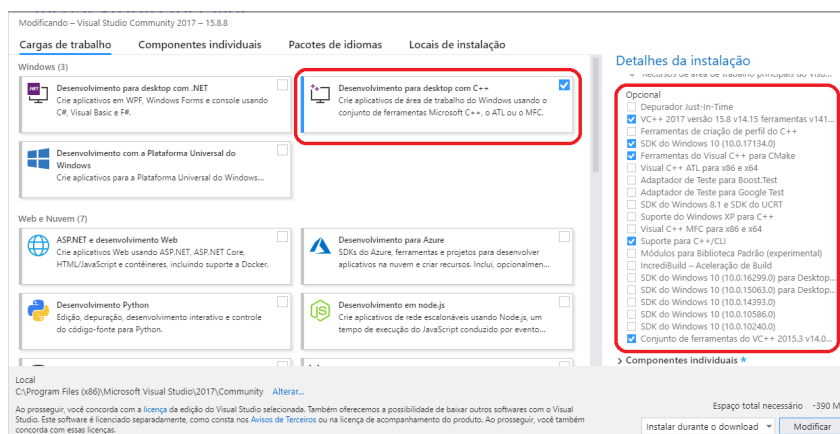 Modificando – Visual Studio Community 2017 – 15.8.8
Cargas de trabalho
Componentes individuais
Pacotes de idiomas
Locais de instalação
Windows (3)
Desenvolvimento para desktop com .NET
Crie aplicativos em WPF, Windows Forms e console usando
C#, Visual Basic e F#.
Desenvolvimento para desktop com C++
Crie aplicativos de área de trabalho do Windows usando o
conjunto de ferramentas Microsoft C++, o ATL ou o MFC.
Desenvolvimento com a Plataforma Universal do
Windows
Crie aplicativos para a Plataforma Universal do Windows...
Web e Nuvem (7)
ASP.NET e desenvolvimento Web
Crie aplicativos Web usando ASP.NET, ASP.NET Core,
HTML/JavaScript e contêineres, incluindo suporte a Docker.
Desenvolvimento para Azure
SDKs do Azure, ferramentas e projetos para desenvolver
aplicativos na nuvem e criar recursos. Inclui, opcionalmen...
Desenvolvimento Python
Edição, depuração, desenvolvimento interativo e controle
do código-fonte para Python.
Desenvolvimento em node.js
Crie aplicativos de rede escalonáveis usando Node.js, um
tempo de execução do JavaScript conduzido por evento...
Detalhes da instalação
Recursos de área de trabalho principais do Visu...
Opcional
Depurador Just-In-Time
VC++ 2017 versão 15.8 v14.15 ferramentas v141...
Ferramentas de criação de perfil do C++
SDK do Windows 10 (10.0.17134.0)
Ferramentas do Visual C++ para CMake
Visual C++ ATL para x86 e x64
Adaptador de Teste para Boost.Test
Adaptador de Teste para Google Test
SDK do Windows 8.1 e SDK do UCRT
Suporte do Windows XP para C++
Visual C++ MFC para x86 e x64
Suporte para C++/CLI
Módulos para Biblioteca Padrão (experimental)
IncrediBuild – Aceleração de Build
SDK do Windows 10 (10.0.16299.0) para Desktop...
SDK do Windows 10 (10.0.15063.0) para Desktop...
SDK do Windows 10 (10.0.14393.0)
SDK do Windows 10 (10.0.10586.0)
SDK do Windows 10 (10.0.10240.0)
Conjunto de ferramentas do VC++ 2015.3 v14.0...
Componentes individuais *
Local
C:\Program Files (x86)\Microsoft Visual Studio\2017\Community Alterar...
Ao prosseguir, você concorda com a licença da edição do Visual Studio selecionada. Também oferecemos a possibilidade de baixar outros softwares com o Visual
Studio. Este software é licenciado separadamente, como consta nos Avisos de Terceiros ou na licença de acompanhamento do produto. Ao prosseguir, você também
concorda com essas licenças.
Espaço total necessário -390 M
Instalar durante o download
Modificar